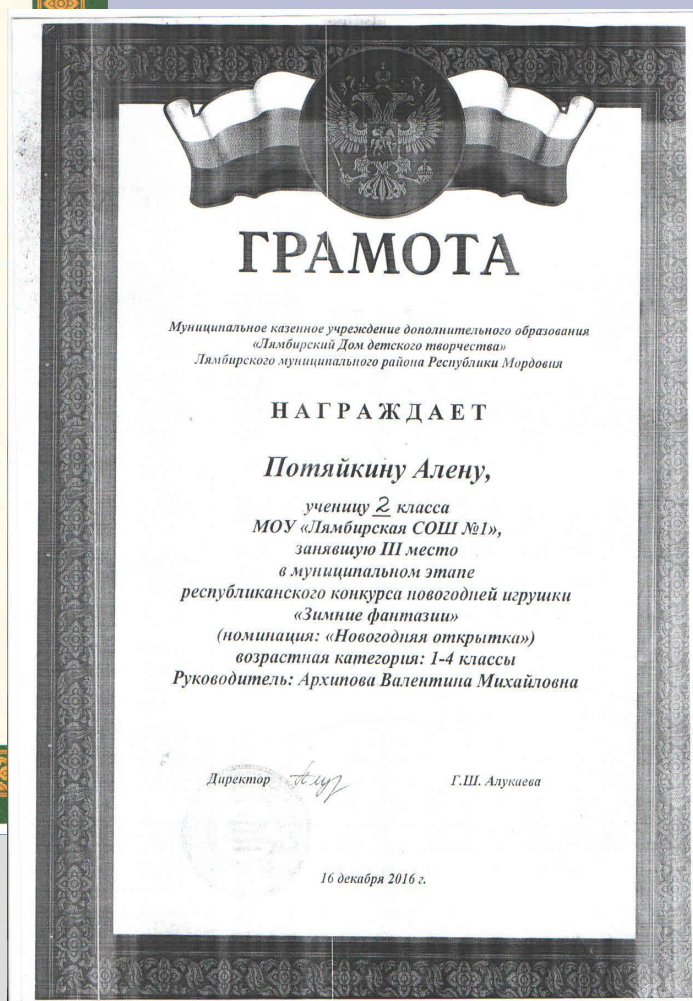 ГРАМОТА
Муниципальное казенное учреждение дополнительного образования
«Лямбирский Дом детского творчества»
Лямбирского муниципального района Республики Мордовия
НАГРАЖДАЕТ
Потяйкину Алену,
ученицу 2 класса
МОУ «Лямбирская СОШ №1»,
занявшую III место
в муниципальном этапе
республиканского конкурса новогодней игрушки
«Зимние фантазии»
(номинация: «Новогодняя открытка»)
возрастная категория: 1-4 классы
Руководитель: Архипова Валентина Михайловна
Директор Г.Ш. Алукаева
16 декабря 2016 г.